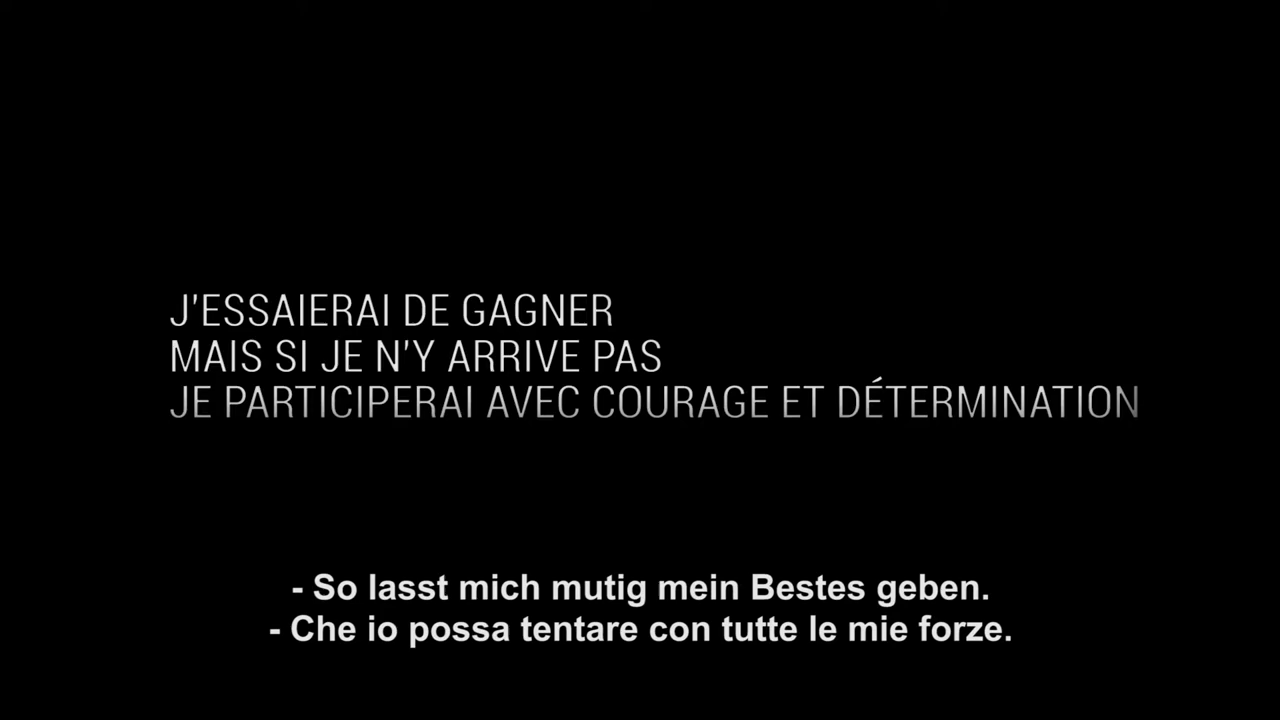 J'ESSAIERAI DE GAGNER
MAIS SI JE N'Y ARRIVE PAS
JE PARTICIPERAI AVEC COURAGE ET DÉTERMINATION
- So lasst mich mutig mein Bestes geben.
- Che io possa tentare con tutte le mie forze.